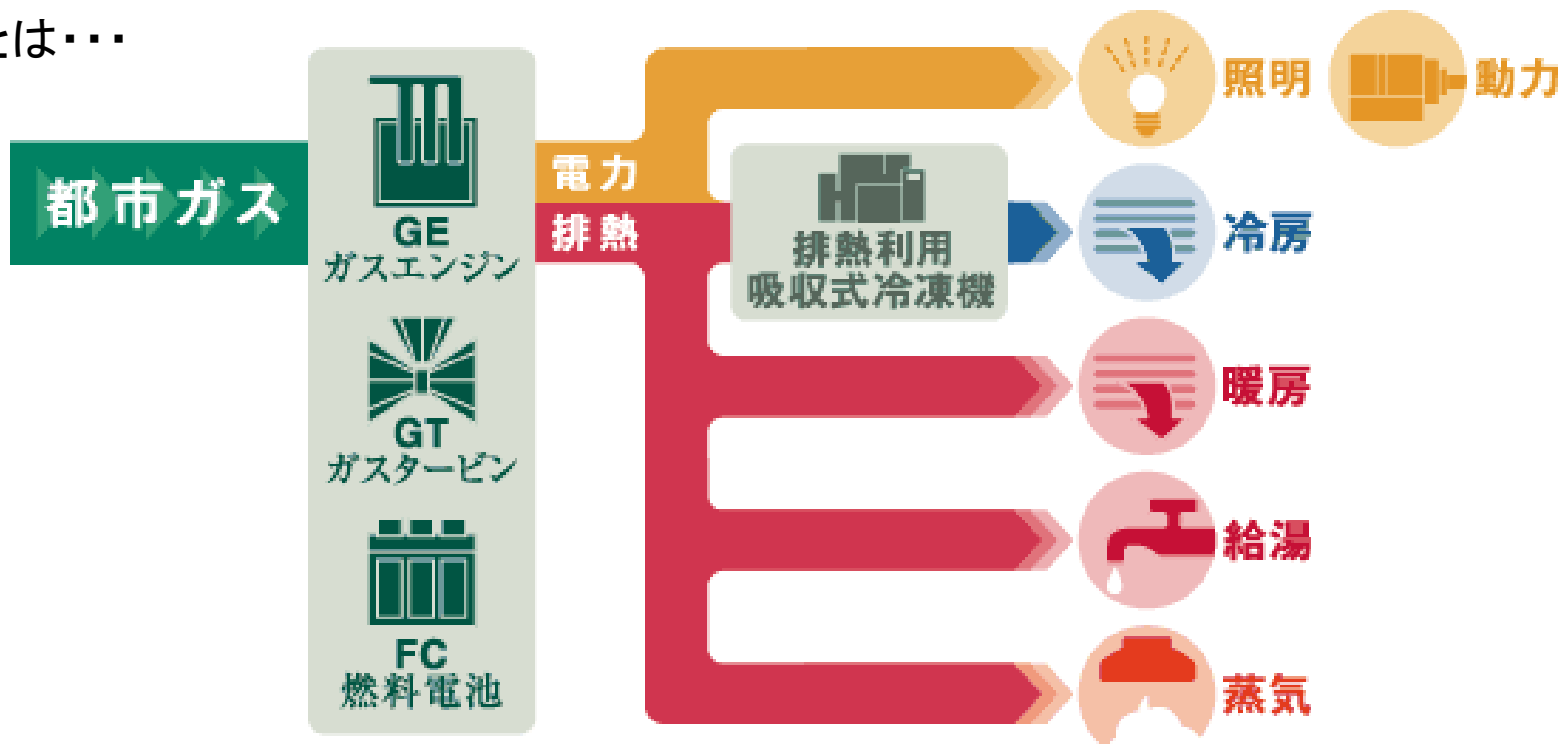 とは・・・
都市ガス
GE
ガスエンジン
GT
ガスタービン
FC
燃料電池
電力
排熱
排熱利用
吸収式冷凍機
照明
動力
冷房
暖房
給湯
蒸気